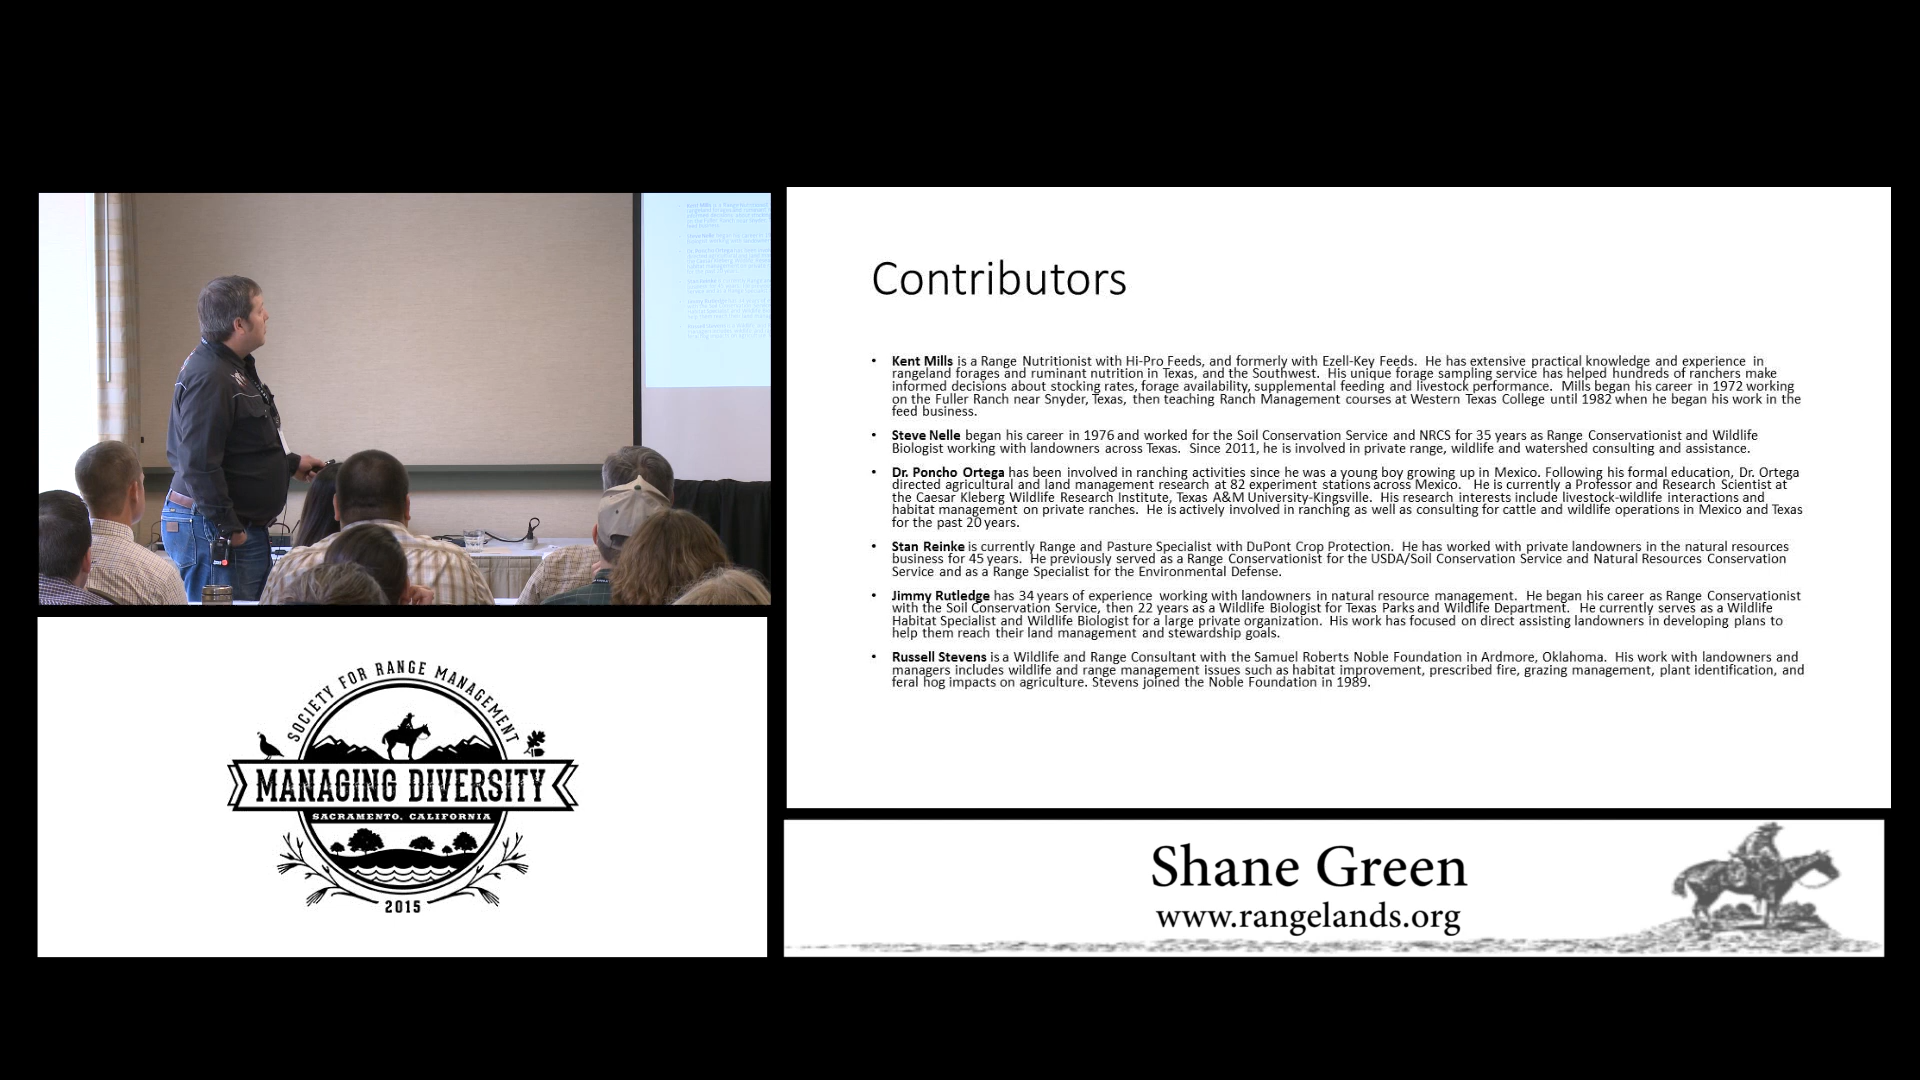 Contributors
• Kent Mills is a Range Nutritionist with Hi-Pro Feeds, and formerly with Ezell-Key Feeds. He has extensive practical knowledge and experience in
rangeland forages and ruminant nutrition in Texas, and the Southwest. His unique forage sampling service has helped hundreds of ranchers make
informed decisions about stocking rates, forage availability, supplemental feeding and livestock performance. Mills began his career in 1972 working
on the Fuller Ranch near Snyder, Texas, then teaching Ranch Management courses at Western Texas College until 1982 when he began his work in the
feed business.
• Steve Nelle began his career in 1976 and worked for the Soil Conservation Service and NRCS for 35 years as Range Conservationist and Wildlife
Biologist working with landowners across Texas. Since 2011, he is involved in private range, wildlife and watershed consulting and assistance.
• Dr. Poncho Ortega has been involved in ranching activities since he was a young boy growing up in Mexico. Following his formal education, Dr. Ortega
directed agricultural and land management research at 82 experiment stations across Mexico. He is currently a Professor and Research Scientist at
the Caesar Kleberg Wildlife Research Institute, Texas A&M University-Kingsville. His research interests include livestock-wildlife interactions and
habitat management on private ranches. He is actively involved in ranching as well as consulting for cattle and wildlife operations in Mexico and Texas
for the past 20 years.
• Stan Reinke is currently Range and Pasture Specialist with DuPont Crop Protection. He has worked with private landowners in the natural resources
business for 45 years. He previously served as a Range Conservationist for the USDA/Soil Conservation Service and Natural Resources Conservation
Service and as a Range Specialist for the Environmental Defense.
• Jimmy Rutledge has 34 years of experience working with landowners in natural resource management. He began his career as Range Conservationist
with the Soil Conservation Service, then 22 years as a Wildlife Biologist for Texas Parks and Wildlife Department. He currently serves as a Wildlife
Habitat Specialist and Wildlife Biologist for a large private organization. His work has focused on direct assisting landowners in developing plans to
help them reach their land management and stewardship goals.
• Russell Stevens is a Wildlife and Range Consultant with the Samuel Roberts Noble Foundation in Ardmore, Oklahoma. His work with landowners and
managers includes wildlife and range management issues such as habitat improvement, prescribed fire, grazing management, plant identification, and
feral hog impacts on agriculture. Stevens joined the Noble Foundation in 1989.
SOCIETY FOR RANGE MANAGEMENT
MANAGING DIVERSITY
SACRAMENTO, CALIFORNIA
2015
Shane Green
www.rangelands.org